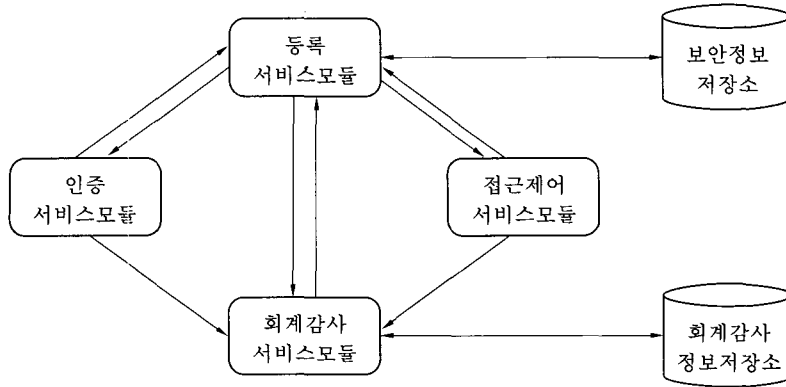 등록
서비스모듈
보안정보
저장소
인증
서비스모듈
접근제어
서비스모듈
회계감사
서비스모듈
회계감사
정보저장소